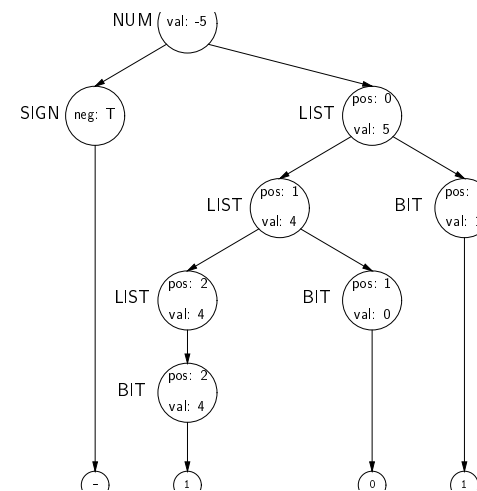 NUM
val: -5
SIGN
neg: T
LIST
pos: 0
val: 5
LIST
pos: 1
val: 4
BIT
pos:
LIST
pos: 2
val: 4
BIT
pos: 1
val: 0
BIT
pos: 2
val: 4
-
1
0
1